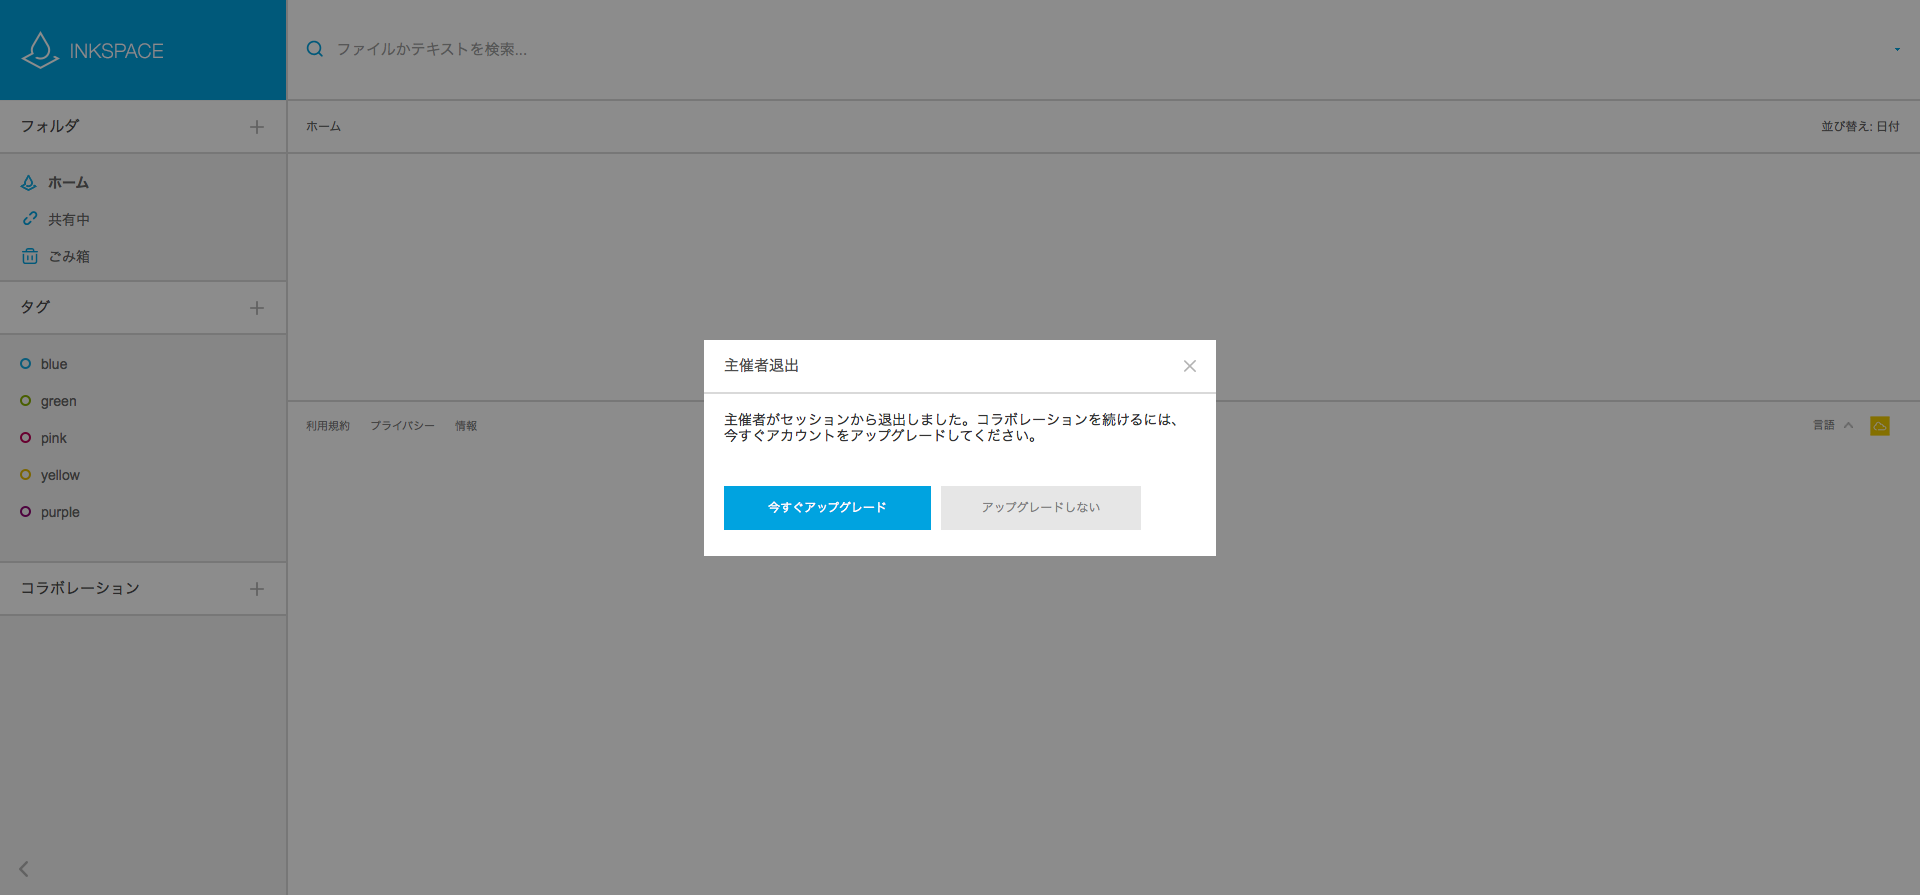 INKSPACE
ファイルかテキストを検索...
フォルダ
ホーム
並び替え: 日付
ホーム
共有中
ごみ箱
タグ
blue
green
pink
yellow
purple
コラボレーション
主催者退出
主催者がセッションから退出しました。コラボレーションを続けるには、
今すぐアカウントをアップグレードしてください。
今すぐアップグレード
アップグレードしない
利用規約
プライバシー
情報
言語